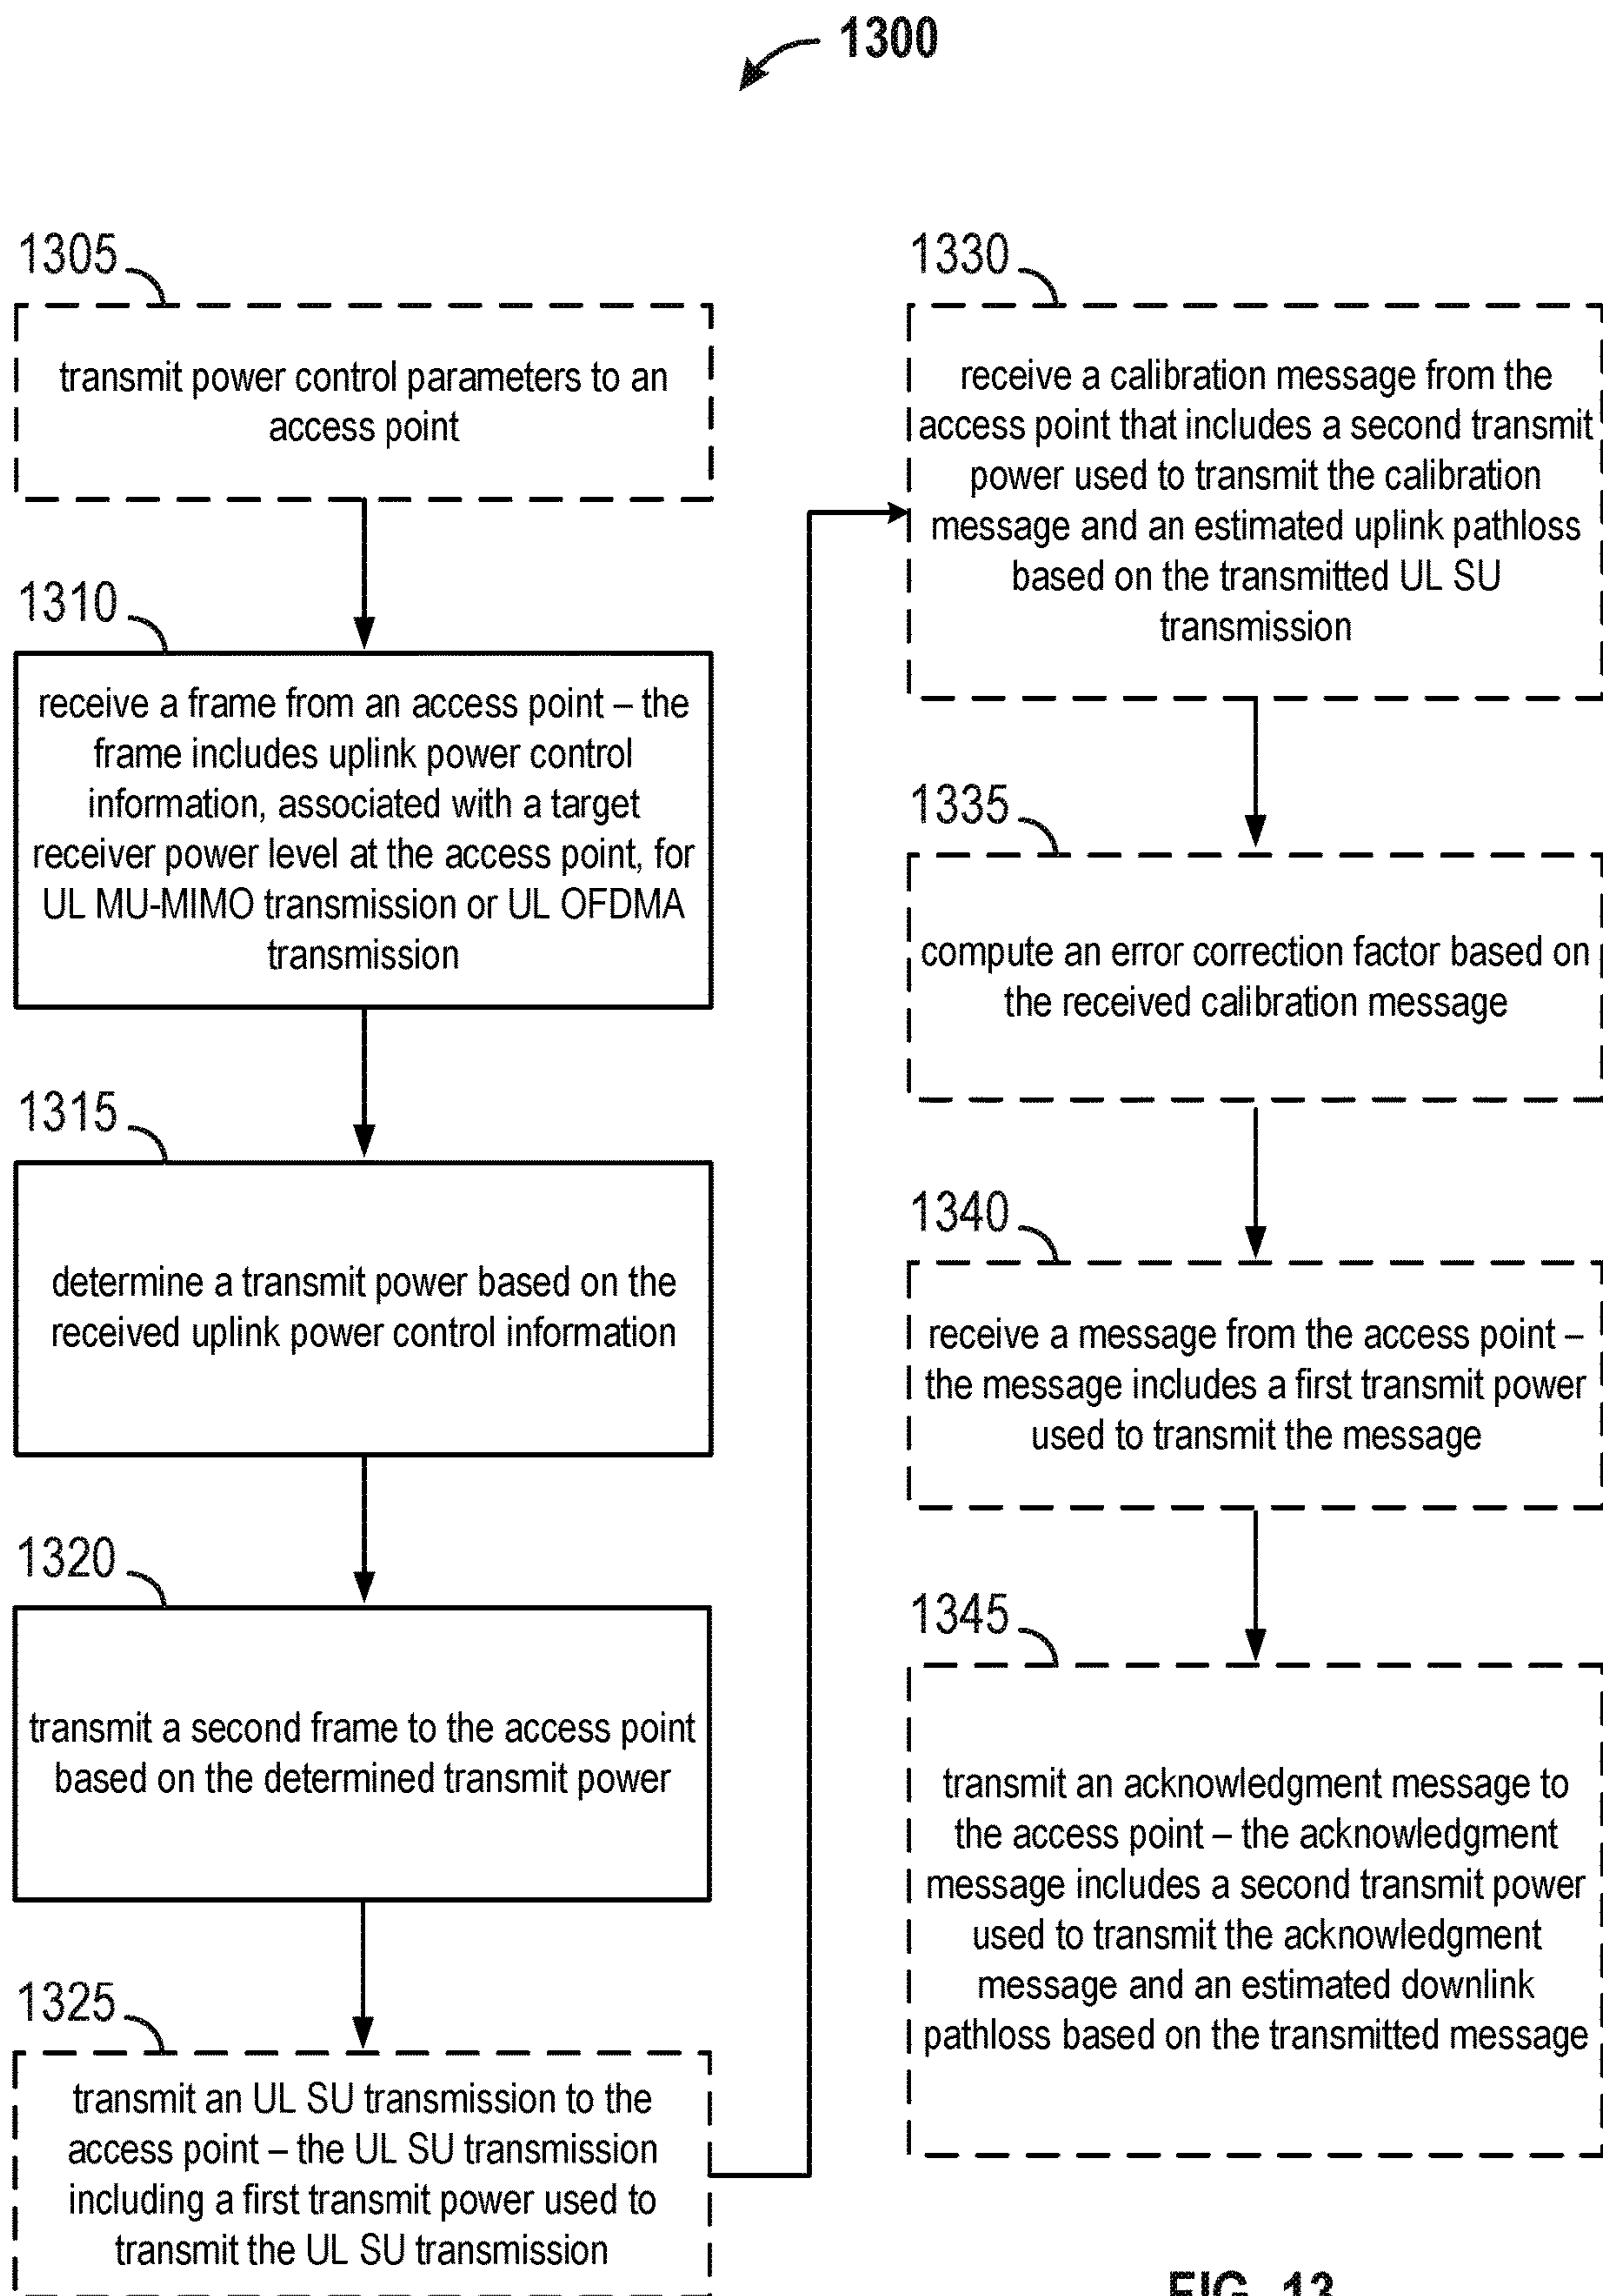 1300
1305
transmit power control parameters to an
access point
1310
receive a frame from an access point – the
frame includes uplink power control
information, associated with a target
receiver power level at the access point, for
UL MU-MIMO transmission or UL OFDMA
transmission
1315
determine a transmit power based on the
received uplink power control information
1320
transmit a second frame to the access point
based on the determined transmit power
1325
transmit an UL SU transmission to the
access point – the UL SU transmission
including a first transmit power used to
transmit the UL SU transmission
1330
receive a calibration message from the
access point that includes a second transmit
power used to transmit the calibration
message and an estimated uplink pathloss
based on the transmitted UL SU
transmission
1335
compute an error correction factor based on
the received calibration message
1340
receive a message from the access point –
the message includes a first transmit power
used to transmit the message
1345
transmit an acknowledgment message to
the access point – the acknowledgment
message includes a second transmit power
used to transmit the acknowledgment
message and an estimated downlink
pathloss based on the transmitted message
FIG. 13